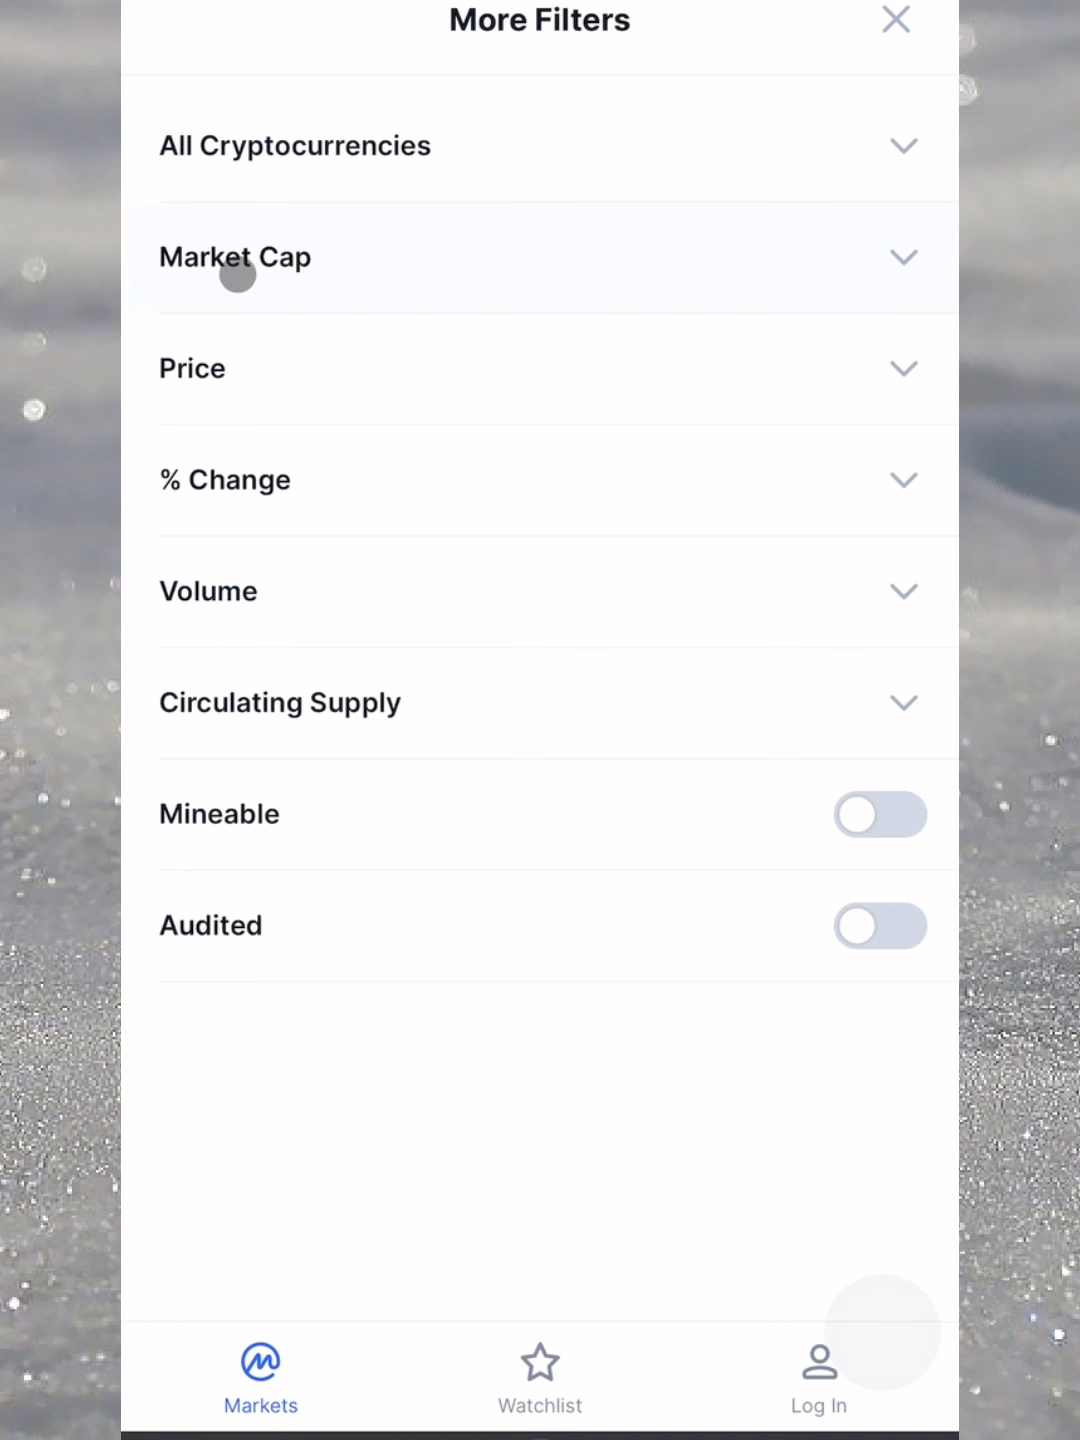 More Filters
All Cryptocurrencies
Market Cap
Price
% Change
Volume
Circulating Supply
Mineable
Audited
Markets
Watchlist
Log In